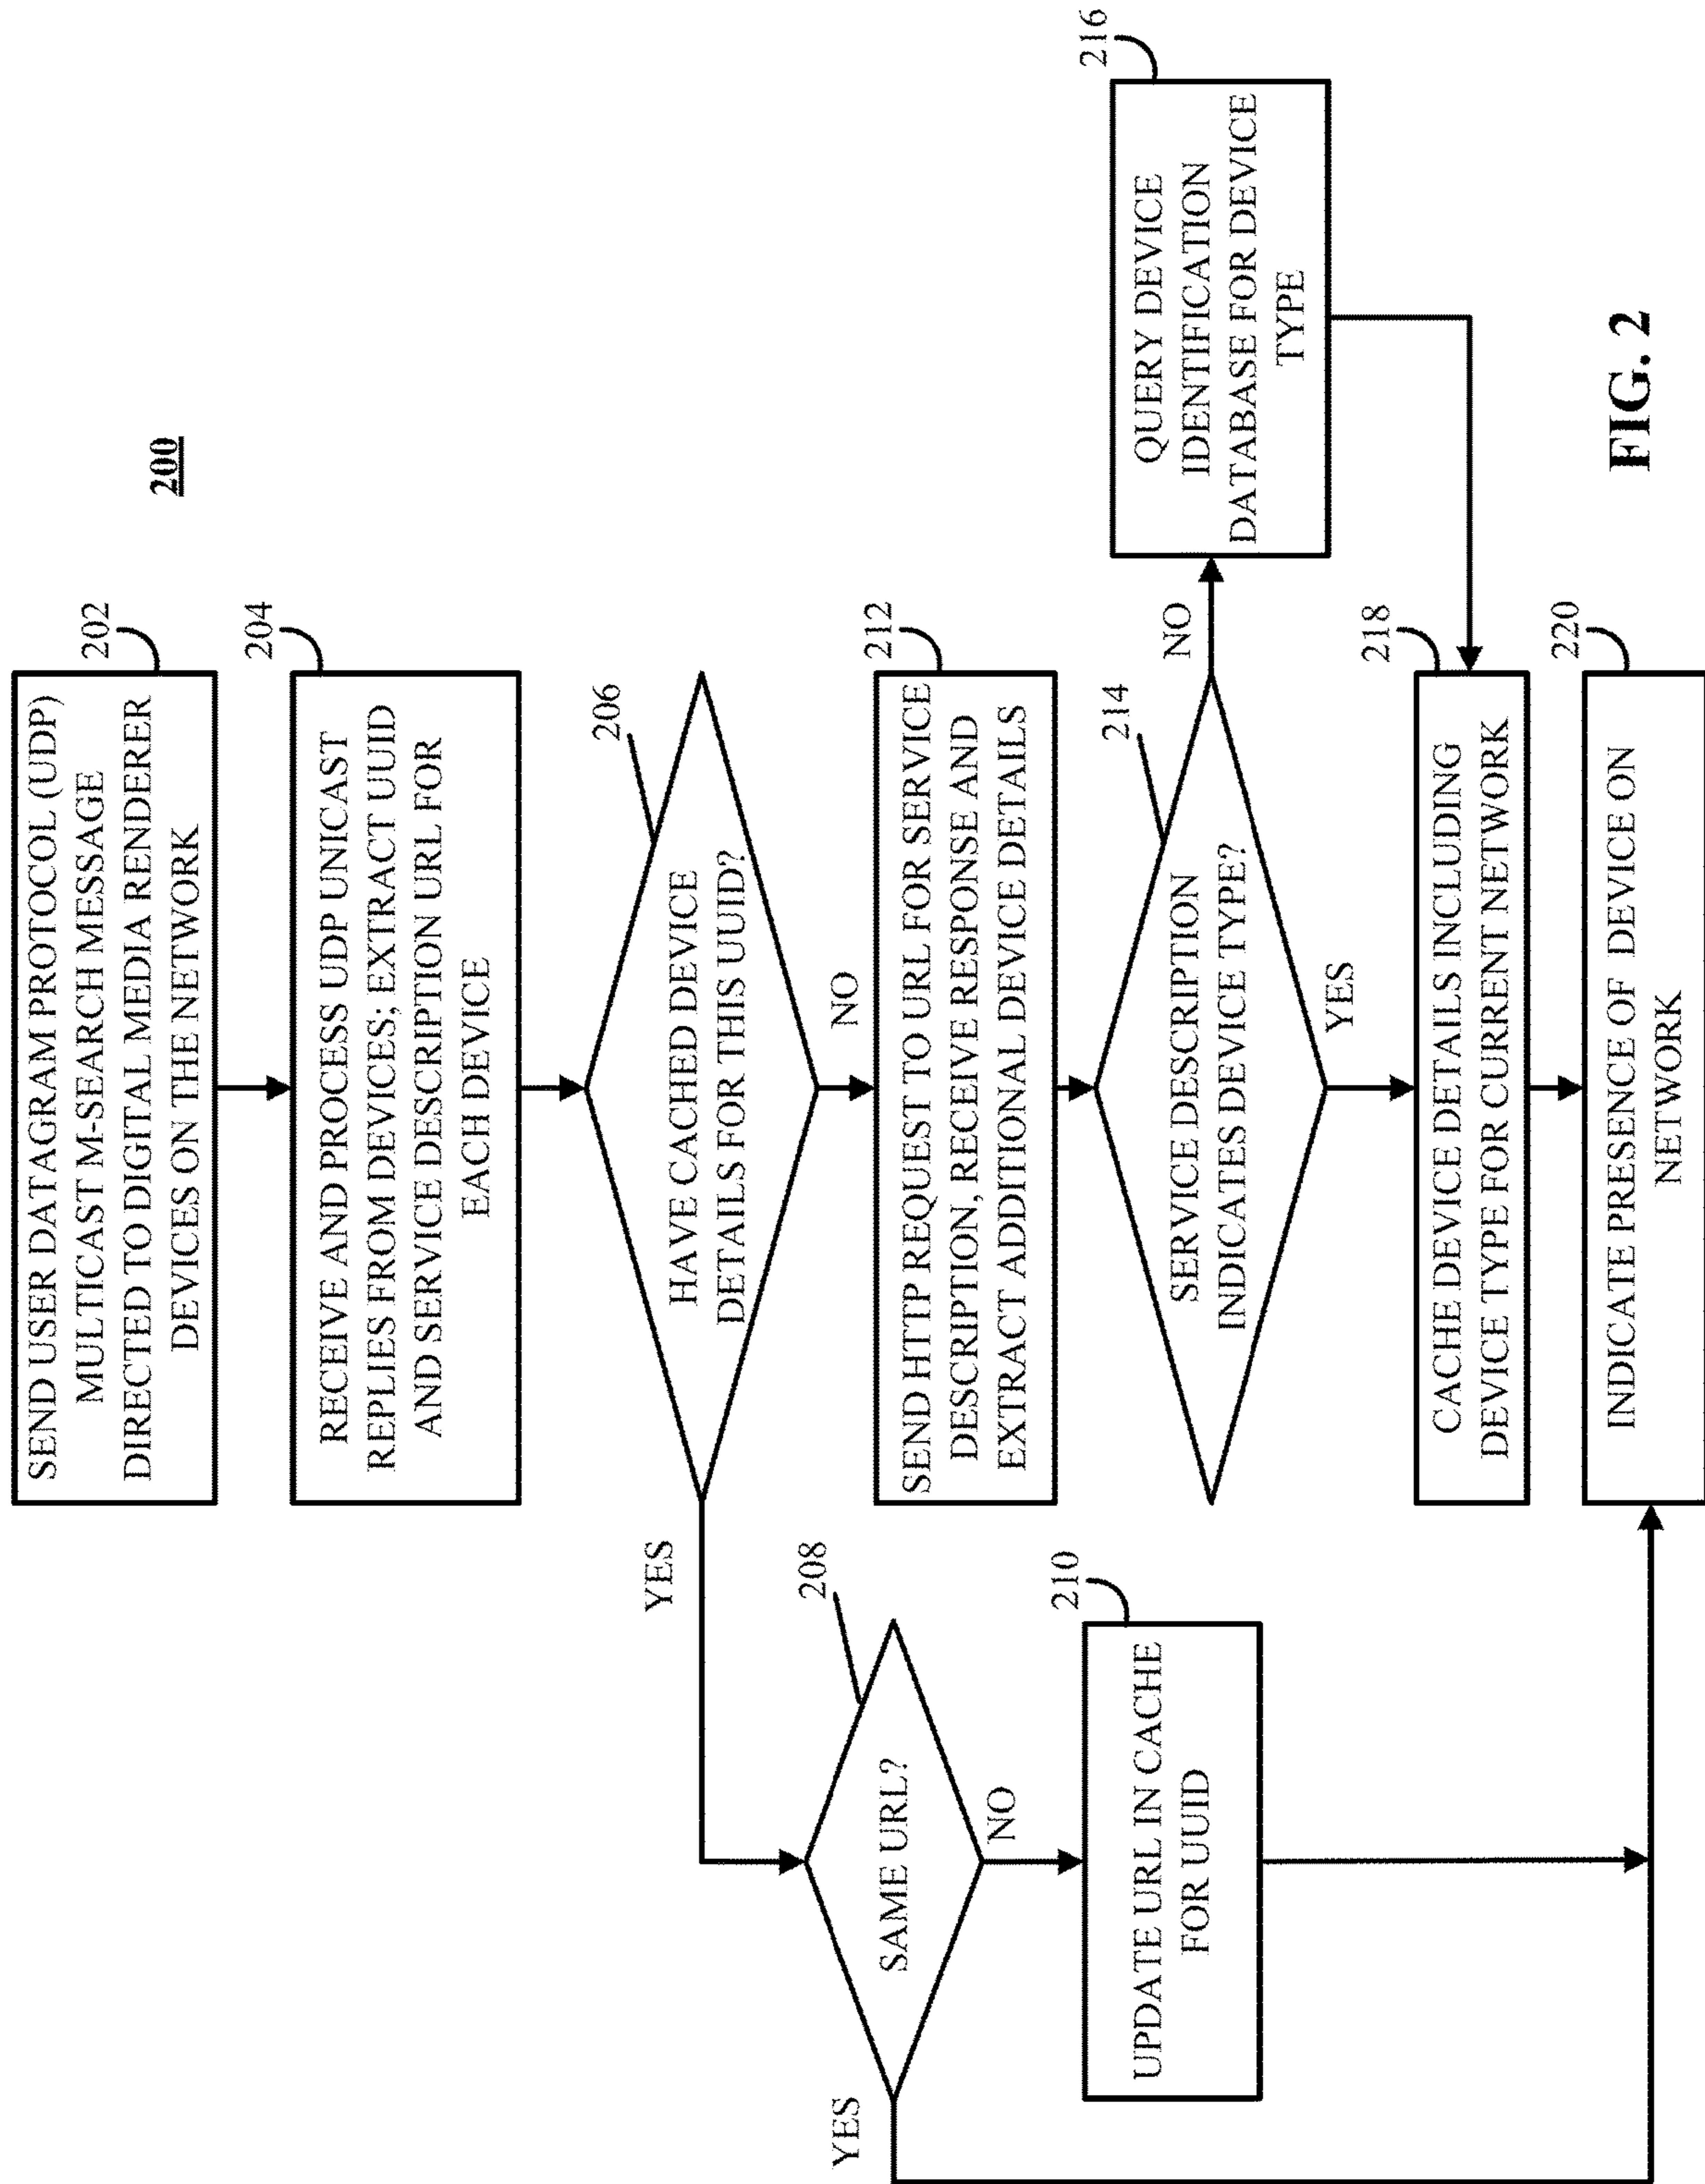 200
SEND USER DATAGRAM PROTOCOL (UDP)
MULTICAST M-SEARCH MESSAGE
DIRECTED TO DIGITAL MEDIA RENDERER
DEVICES ON THE NETWORK
202
RECEIVE AND PROCESS UDP UNICAST
REPLIES FROM DEVICES; EXTRACT UUID
AND SERVICE DESCRIPTION URL FOR
EACH DEVICE
204
HAVE CACHED DEVICE
DETAILS FOR THIS UUID?
206
YES
NO
SAME URL?
208
YES
NO
UPDATE URL IN CACHE
FOR UUID
210
SEND HTTP REQUEST TO URL FOR SERVICE
DESCRIPTION, RECEIVE RESPONSE AND
EXTRACT ADDITIONAL DEVICE DETAILS
212
SERVICE DESCRIPTION
INDICATES DEVICE TYPE?
214
NO
YES
QUERY DEVICE
IDENTIFICATION
DATABASE FOR DEVICE
TYPE
216
CACHE DEVICE DETAILS INCLUDING
DEVICE TYPE FOR CURRENT NETWORK
218
INDICATE PRESENCE OF DEVICE ON
NETWORK
220
FIG. 2